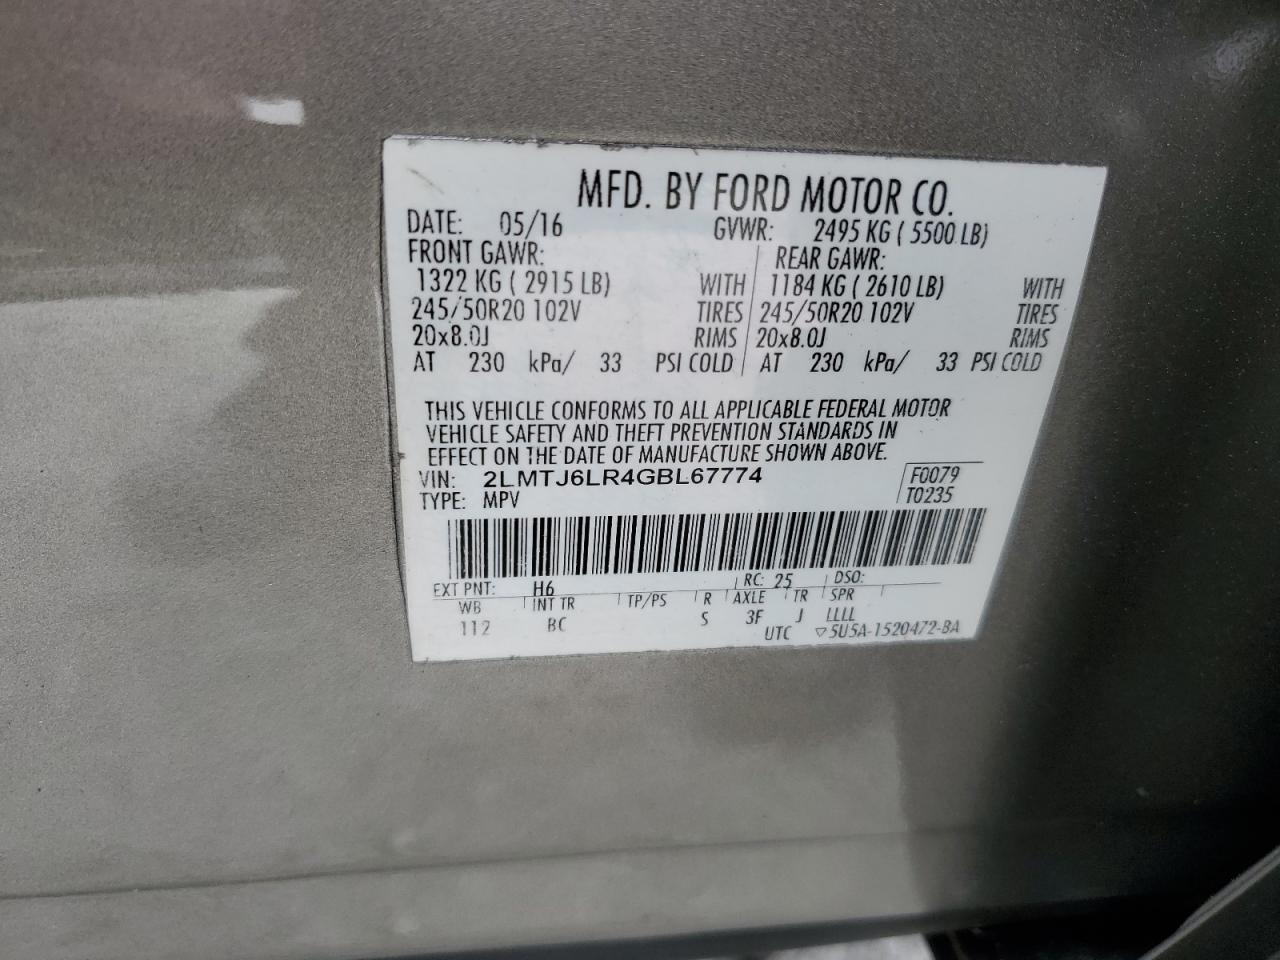 MFD. BY FORD MOTOR CO.
DATE: 05/16 GVWR: 2495 KG ( 5500 LB)
FRONT GAWR: REAR GAWR:
1322 KG ( 2915 LB) WITH 1184 KG ( 2610 LB) WITH
245/50R20 102V TIRES 245/50R20 102V TIRES
20x8.0J RIMS 20x8.0J RIMS
AT 230 kPa/ 33 PSI COLD AT 230 kPa/ 33 PSI COLD
THIS VEHICLE CONFORMS TO ALL APPLICABLE FEDERAL MOTOR
VEHICLE SAFETY AND THEFT PREVENTION STANDARDS IN
EFFECT ON THE DATE OF MANUFACTURE SHOWN ABOVE.
VIN: 2LMTJ6LR4GBL67774 F0079
TYPE: MPV T0235
EXT PNT: H6 RC: 25 DSO:
WB INT TR TP/PS R AXLE TR SPR
112 BC S 3F J LLLL
UTC ▽5U5A-1520472-BA